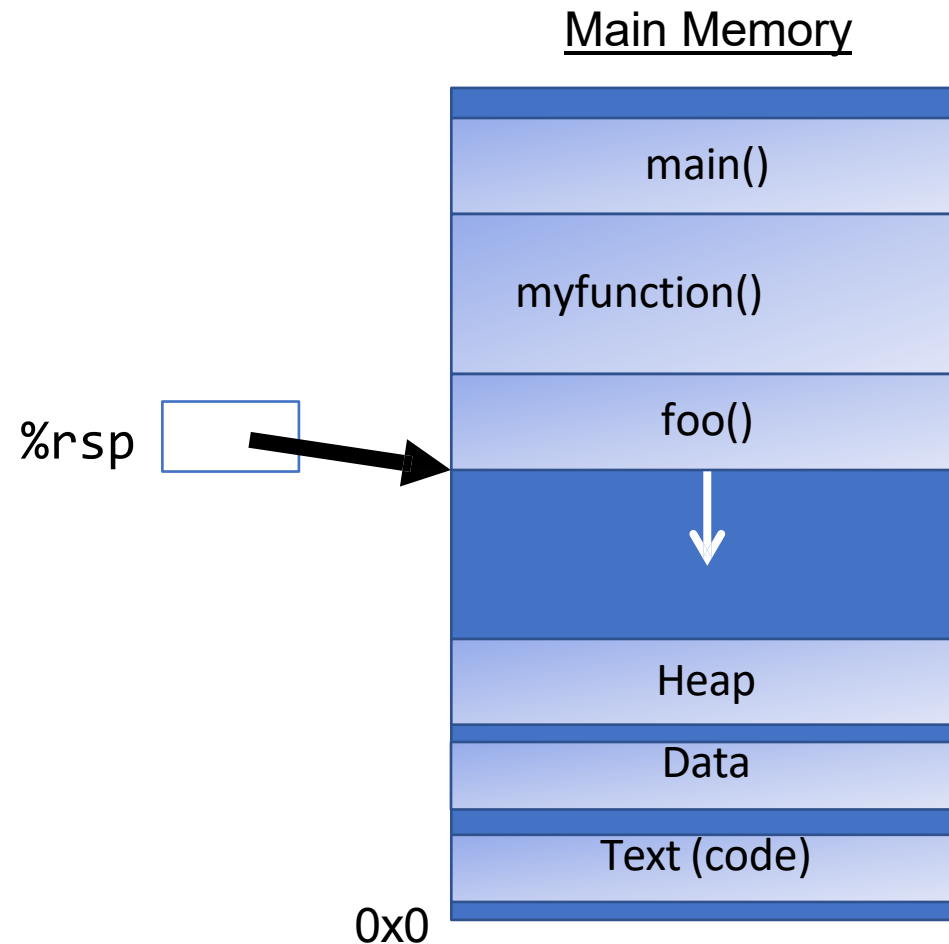 Main Memory
main()
myfunction()
foo()
%rsp
Heap
Data
Text (code)
0x0